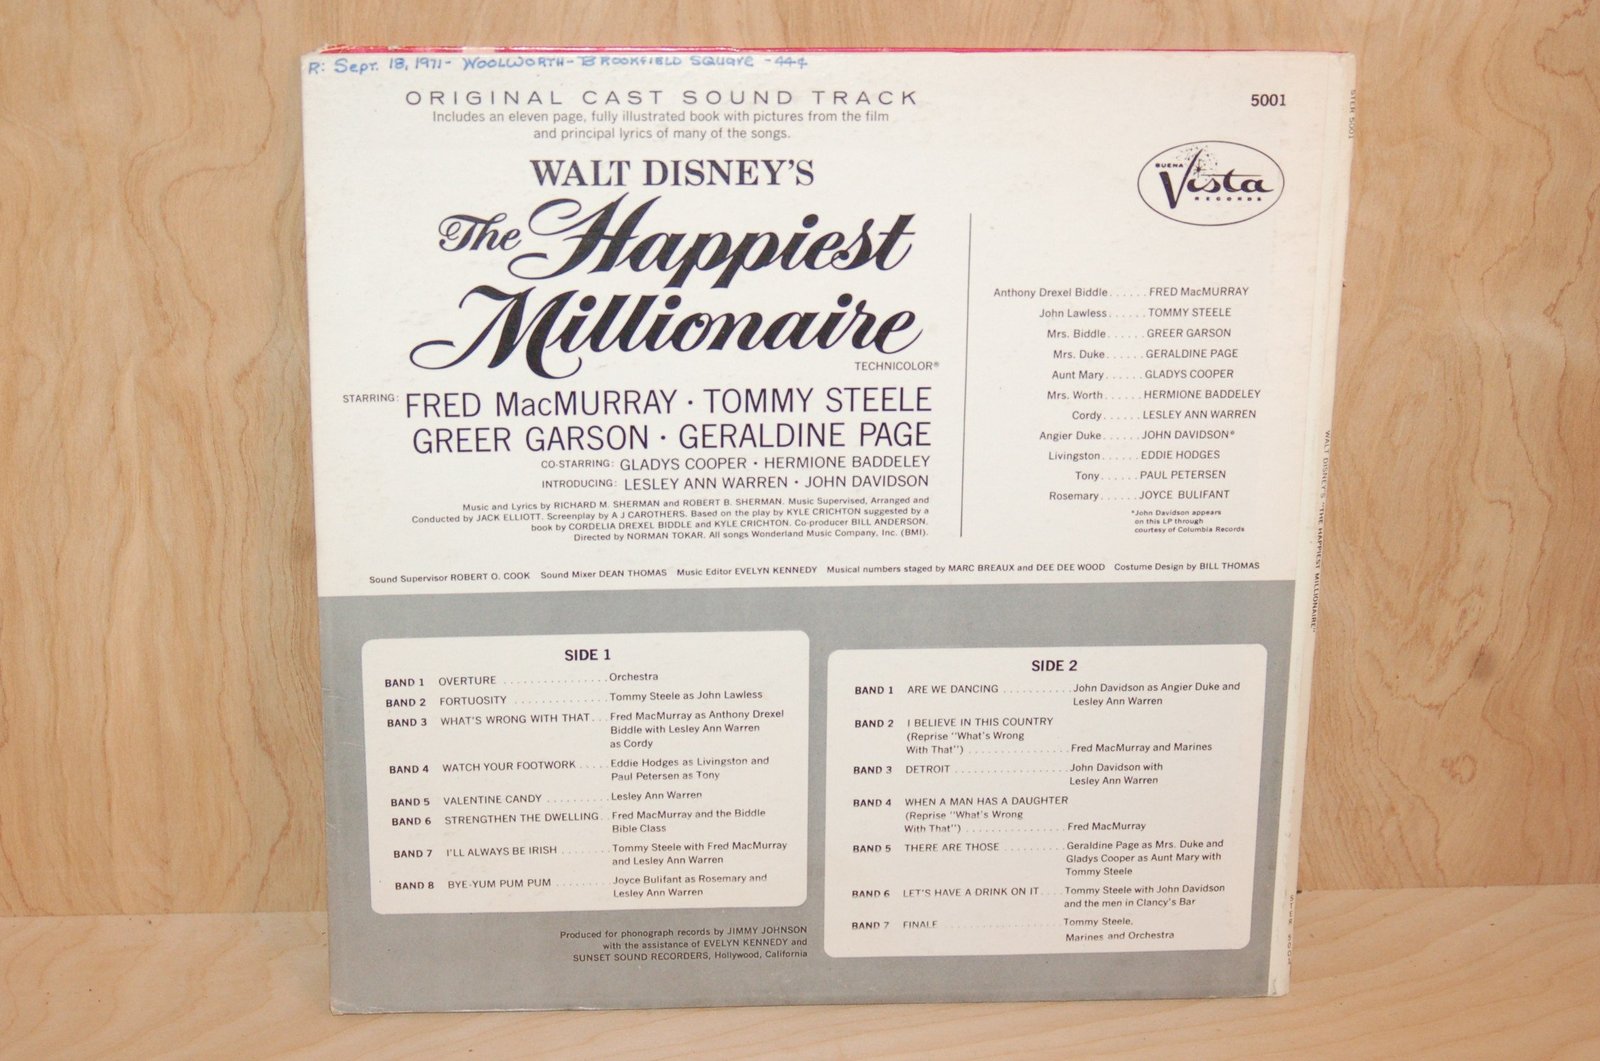 R: Sept. 18, 1971- WOOLWORTH- BROOKFIELD SQUARE -44¢
ORIGINAL CAST SOUND TRACK
Includes an eleven page, fully illustrated book with pictures from the film
and principal lyrics of many of the songs.
5001
BUENA
Vista
RECORDS
WALT DISNEY'S
The Happiest
Millionaire
TECHNICOLOR®
STARRING: FRED MacMURRAY · TOMMY STEELE
GREER GARSON · GERALDINE PAGE
CO-STARRING: GLADYS COOPER · HERMIONE BADDELEY
INTRODUCING: LESLEY ANN WARREN · JOHN DAVIDSON
Music and Lyrics by RICHARD M. SHERMAN and ROBERT B. SHERMAN. Music Supervised, Arranged and
Conducted by JACK ELLIOTT. Screenplay by A J CAROTHERS. Based on the play by KYLE CRICHTON suggested by a
book by CORDELIA DREXEL BIDDLE and KYLE CRICHTON. Co-producer BILL ANDERSON.
Directed by NORMAN TOKAR. All songs Wonderland Music Company, Inc. (BMI).
Anthony Drexel Biddle . . . . . . FRED MacMURRAY
John Lawless . . . . . . TOMMY STEELE
Mrs. Biddle . . . . . . GREER GARSON
Mrs. Duke . . . . . . GERALDINE PAGE
Aunt Mary . . . . . . GLADYS COOPER
Mrs. Worth . . . . . . HERMIONE BADDELEY
Cordy . . . . . . LESLEY ANN WARREN
Angier Duke . . . . . . JOHN DAVIDSON*
Livingston . . . . . . EDDIE HODGES
Tony . . . . . . PAUL PETERSEN
Rosemary . . . . . . JOYCE BULIFANT
*John Davidson appears
on this LP through
courtesy of Columbia Records
Sound Supervisor ROBERT O. COOK Sound Mixer DEAN THOMAS Music Editor EVELYN KENNEDY Musical numbers staged by MARC BREAUX and DEE DEE WOOD Costume Design by BILL THOMAS
SIDE 1
BAND 1 OVERTURE . . . . . . . . . . . . . . . . Orchestra
BAND 2 FORTUOSITY . . . . . . . . . . . . . . Tommy Steele as John Lawless
BAND 3 WHAT'S WRONG WITH THAT . . . Fred MacMurray as Anthony Drexel
Biddle with Lesley Ann Warren
as Cordy
BAND 4 WATCH YOUR FOOTWORK . . . . . Eddie Hodges as Livingston and
Paul Petersen as Tony
BAND 5 VALENTINE CANDY . . . . . . . . . . Lesley Ann Warren
BAND 6 STRENGTHEN THE DWELLING . . Fred MacMurray and the Biddle
Bible Class
BAND 7 I'LL ALWAYS BE IRISH . . . . . . . . Tommy Steele with Fred MacMurray
and Lesley Ann Warren
BAND 8 BYE-YUM PUM PUM . . . . . . . . . Joyce Bulifant as Rosemary and
Lesley Ann Warren
Produced for phonograph records by JIMMY JOHNSON
with the assistance of EVELYN KENNEDY and
SUNSET SOUND RECORDERS, Hollywood, California
SIDE 2
BAND 1 ARE WE DANCING . . . . . . . . . . . John Davidson as Angier Duke and
Lesley Ann Warren
BAND 2 I BELIEVE IN THIS COUNTRY
(Reprise "What's Wrong
With That") . . . . . . . . . . . . . . . . Fred MacMurray and Marines
BAND 3 DETROIT . . . . . . . . . . . . . . . . . . John Davidson with
Lesley Ann Warren
BAND 4 WHEN A MAN HAS A DAUGHTER
(Reprise "What's Wrong
With That") . . . . . . . . . . . . . . . . Fred MacMurray
BAND 5 THERE ARE THOSE . . . . . . . . . . Geraldine Page as Mrs. Duke and
Gladys Cooper as Aunt Mary with
Tommy Steele
BAND 6 LET'S HAVE A DRINK ON IT . . . . Tommy Steele with John Davidson
and the men in Clancy's Bar
BAND 7 FINALE . . . . . . . . . . . . . . . . . . . Tommy Steele,
Marines and Orchestra
STER 5001
WALT DISNEY'S "THE HAPPIEST MILLIONAIRE"
STER 5001